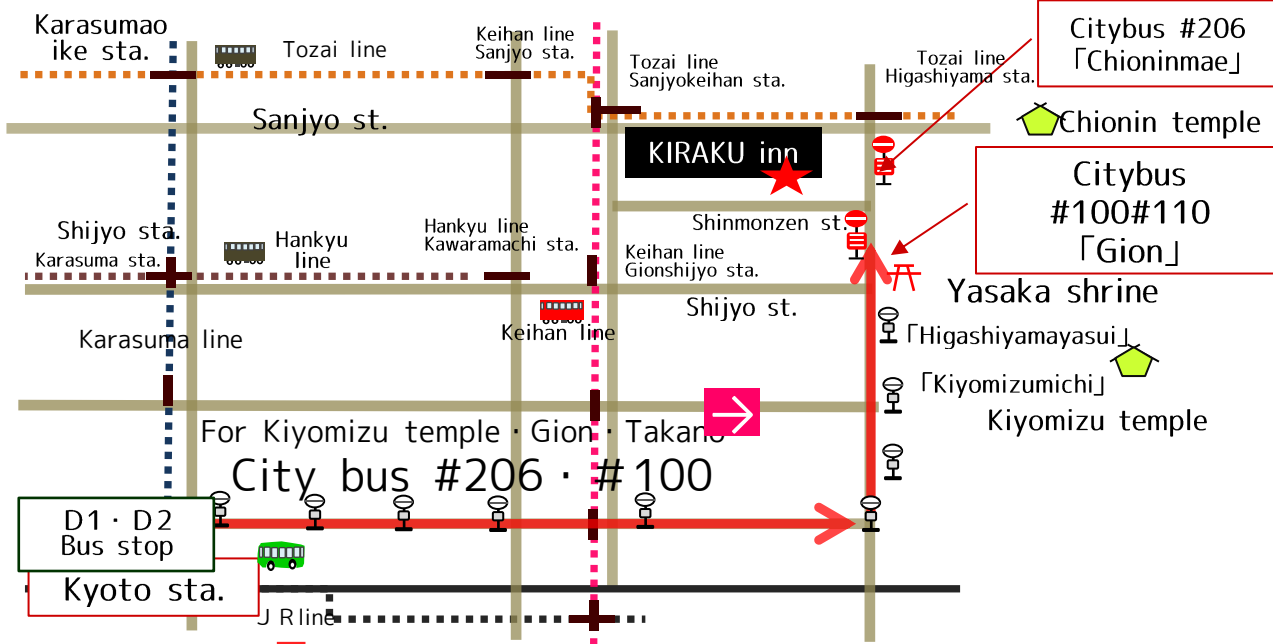 Karasumao
ike sta.
Tozai line
Keihan line
Sanjyo sta.
Tozai line
Sanjyokeihan sta.
Tozai line
Higashiyama sta.
Citybus #206
「Chioninmae」
Sanjyo st.
Chionin temple
KIRAKU inn
Citybus
#100#110
「Gion」
Shinmonzen st.
Shijyo sta.
Karasuma sta.
Hankyu
line
Hankyu line
Kawaramachi sta.
Keihan line
Gionshijyo sta.
Yasaka shrine
Shijyo st.
Karasuma line
Keihan line
「Higashiyamayasui」
「Kiyomizumichi」
Kiyomizu temple
For Kiyomizu temple・Gion・Takano
City bus #206・#100
D1・D2
Bus stop
Kyoto sta.
JR line